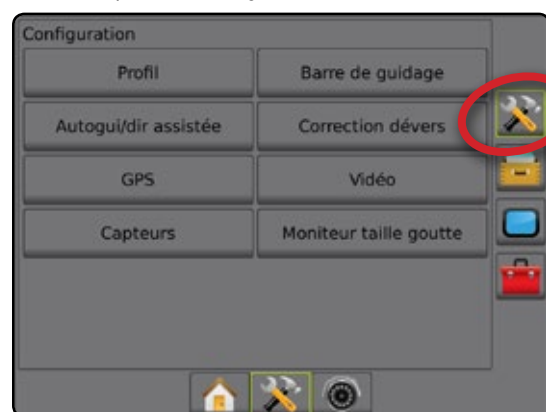 Configuration
Profil
Barre de guidage
Autogui/dir assistée
Correction dévers
GPS
Vidéo
Capteurs
Moniteur taille goutte